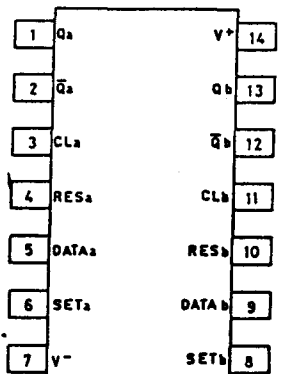 1 Qa V+ 14
2 Q̅a Qb 13
3 CLa Q̅b 12
4 RESa CLb 11
5 DATAa RESb 10
6 SETa DATAb 9
7 V- SETb 8